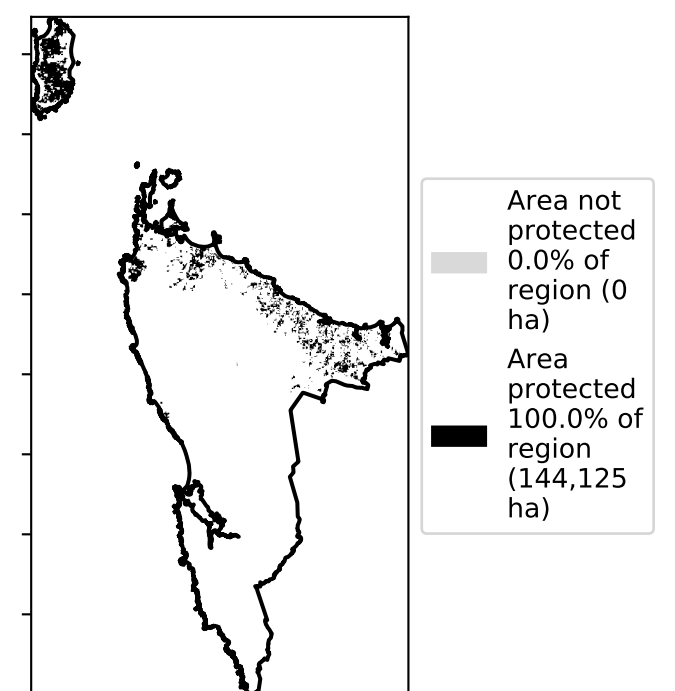 Area not
protected
0.0% of
region (0
ha)
Area
protected
100.0% of
region
(144,125
ha)